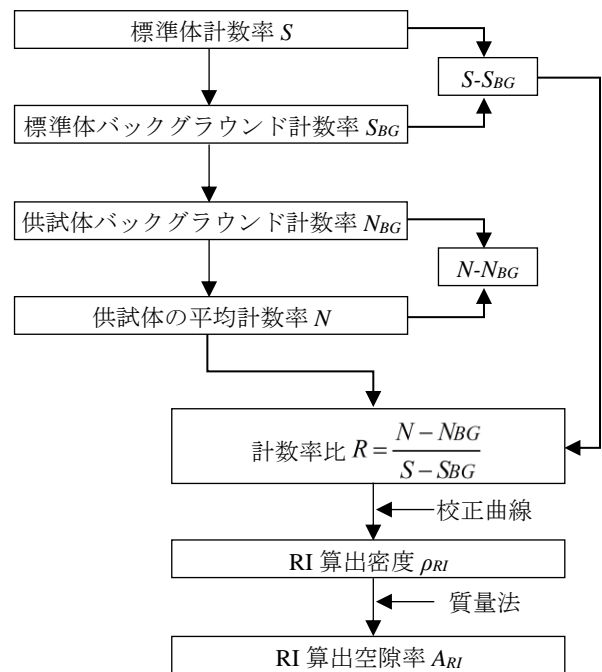 標準体計数率 S
S-SBG
標準体バックグラウンド計数率 SBG
供試体バックグラウンド計数率 NBG
N-NBG
供試体の平均計数率 N
計数率比 R = (N − NBG) / (S − SBG)
校正曲線
RI 算出密度 ρRI
質量法
RI 算出空隙率 ARI